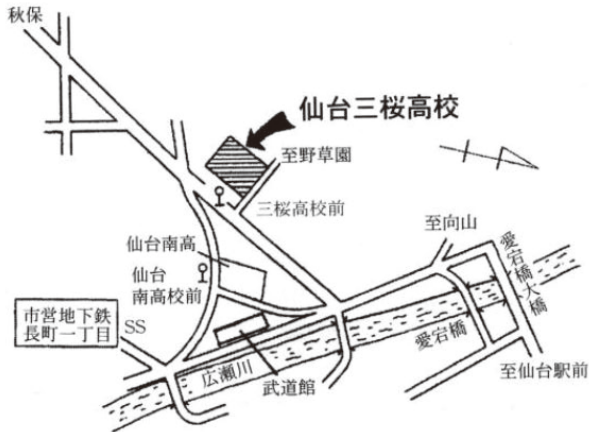 秋保
仙台三桜高校
至野草園
三桜高校前
至向山
愛宕大橋
愛宕橋
仙台南高
仙台
南高校前
市営地下鉄
長町一丁目
SS
広瀬川
武道館
愛宕橋
至仙台駅前